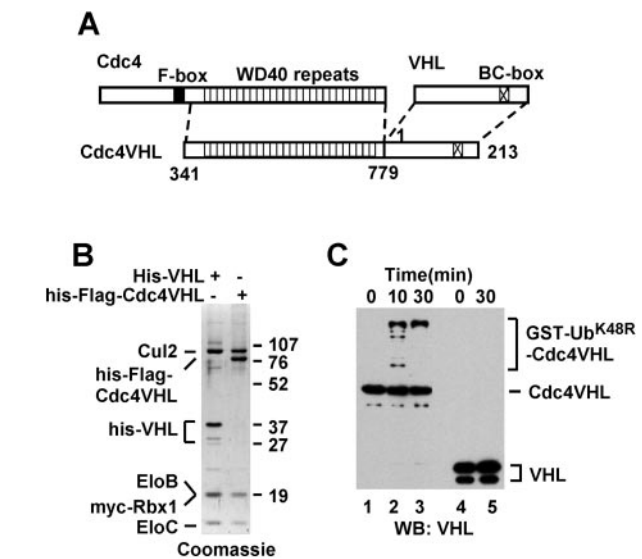 A
Cdc4
F-box
WD40 repeats
VHL
BC-box
Cdc4VHL
341
779
1
213
B
His-VHL + -
his-Flag-Cdc4VHL - +
Cul2
his-Flag-
Cdc4VHL
his-VHL
EloB
myc-Rbx1
EloC
107
76
52
37
27
19
Coomassie
C
Time(min)
0 10 30 0 30
GST-UbK48R
-Cdc4VHL
Cdc4VHL
VHL
1 2 3 4 5
WB: VHL